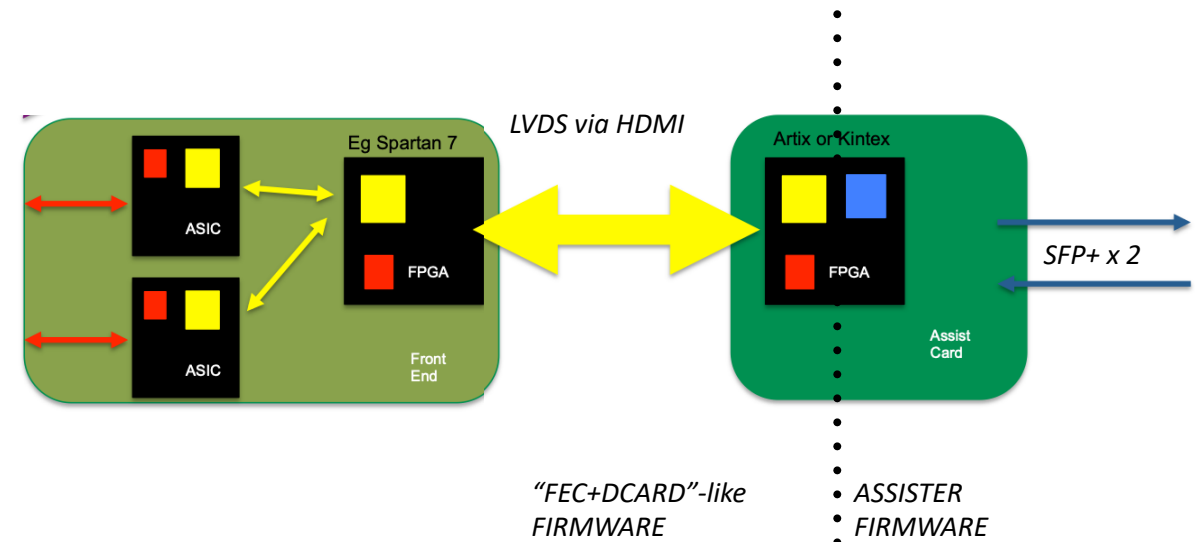 LVDS via HDMI
Eg Spartan 7
Artix or Kintex
ASIC
FPGA
FPGA
SFP+ x 2
ASIC
Front
End
Assist
Card
“FEC+DCARD”-like
FIRMWARE
ASSISTER
FIRMWARE